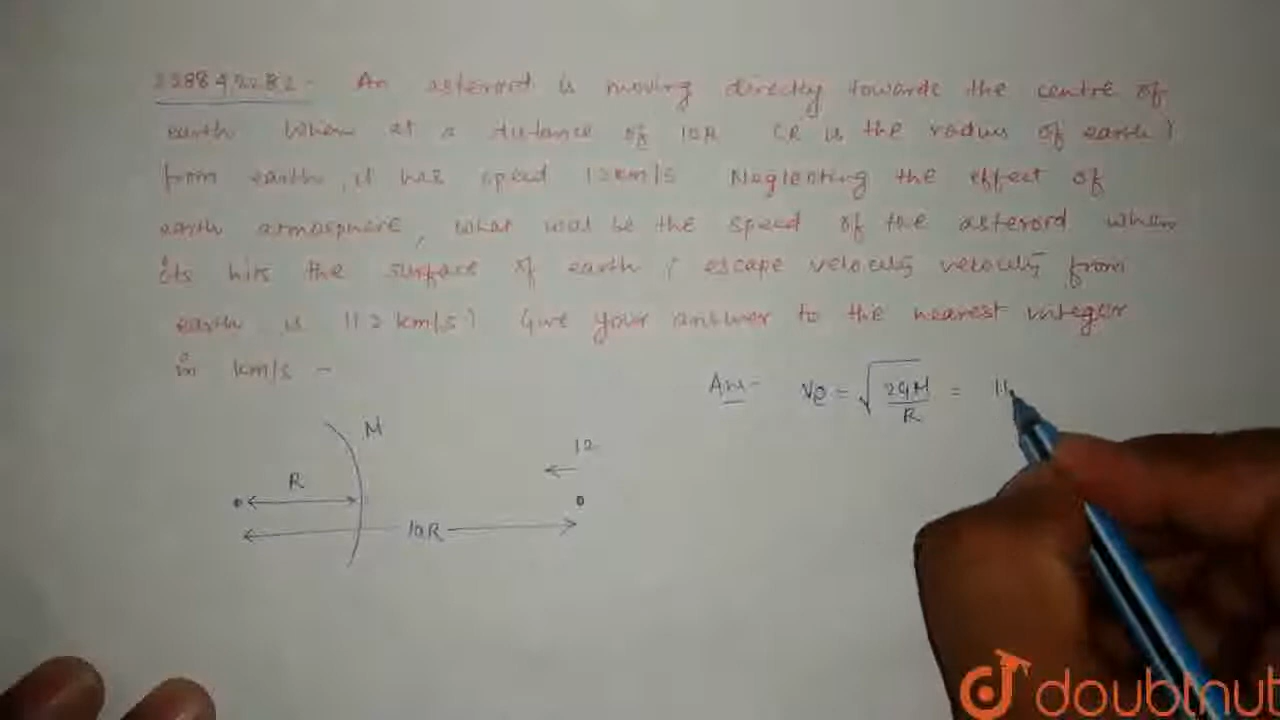 228842282:- An asteroid is moving directly towards the centre of
earth when at a distance of 10R (R is the radius of earth)
from earth, it has speed 12km/s Neglenting the effect of
earth atmosphere, what will be the speed of the asteroid when
its hits the surface of earth ( escape velocity velocity from
earth is 11.2 km/s) Give your answer to the nearest integer
in km/s -
Ans- Ve = √(2GM/R) = 11
M
12
R
10R
doubtnut